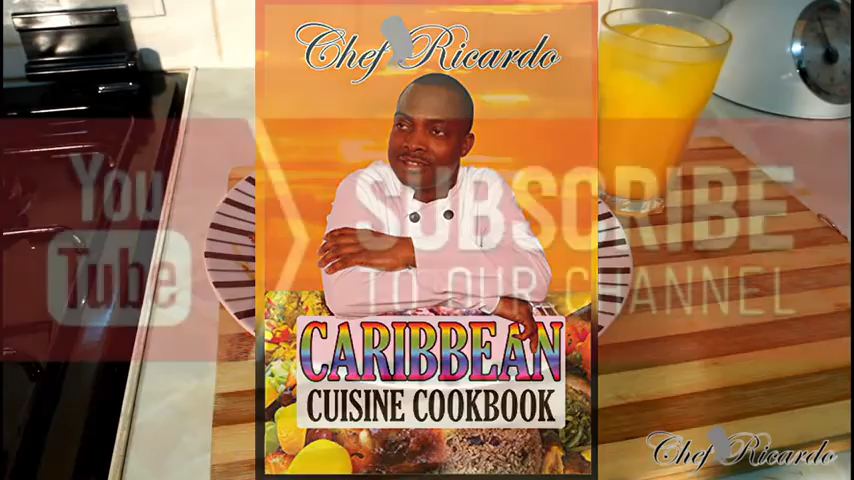 Chef Ricardo
YouTube
SUBSCRIBE
TO OUR CHANNEL
CARIBBEAN
CUISINE COOKBOOK
Chef Ricardo